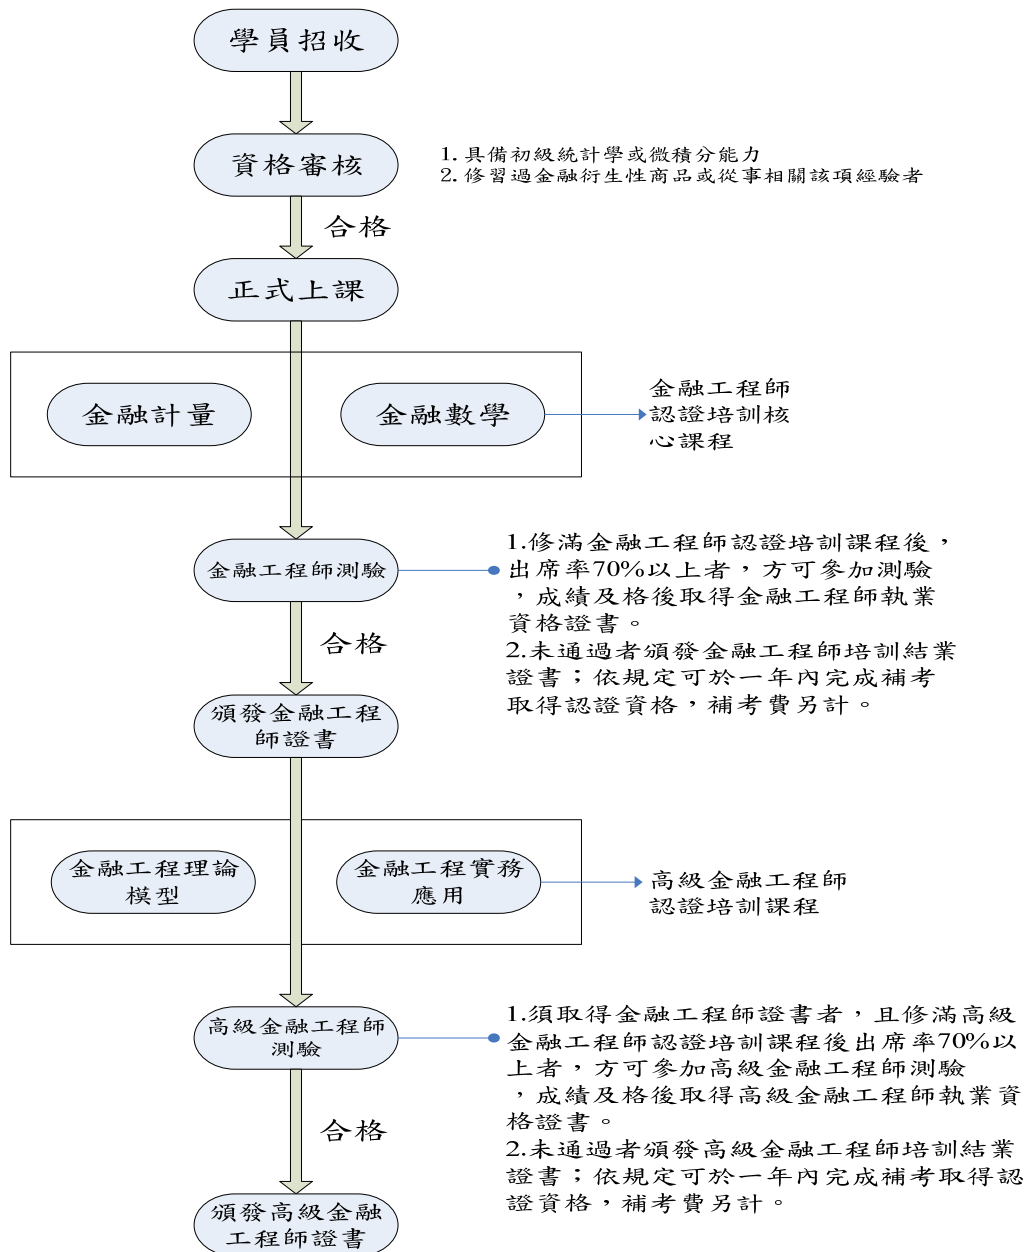 學員招收
資格審核
1. 具備初級統計學或微積分能力
2. 修習過金融衍生性商品或從事相關該項經驗者
合格
正式上課
金融計量
金融數學
金融工程師
認證培訓核
心課程
金融工程師測驗
1.修滿金融工程師認證培訓課程後，
出席率70%以上者，方可參加測驗
，成績及格後取得金融工程師執業
資格證書。
2.未通過者頒發金融工程師培訓結業
證書；依規定可於一年內完成補考
取得認證資格，補考費另計。
合格
頒發金融工程
師證書
金融工程理論
模型
金融工程實務
應用
高級金融工程師
認證培訓課程
高級金融工程師
測驗
1.須取得金融工程師證書者，且修滿高級
金融工程師認證培訓課程後出席率70%以
上者，方可參加高級金融工程師測驗
，成績及格後取得高級金融工程師執業資
格證書。
2.未通過者頒發高級金融工程師培訓結業
證書；依規定可於一年內完成補考取得認
證資格，補考費另計。
合格
頒發高級金融
工程師證書